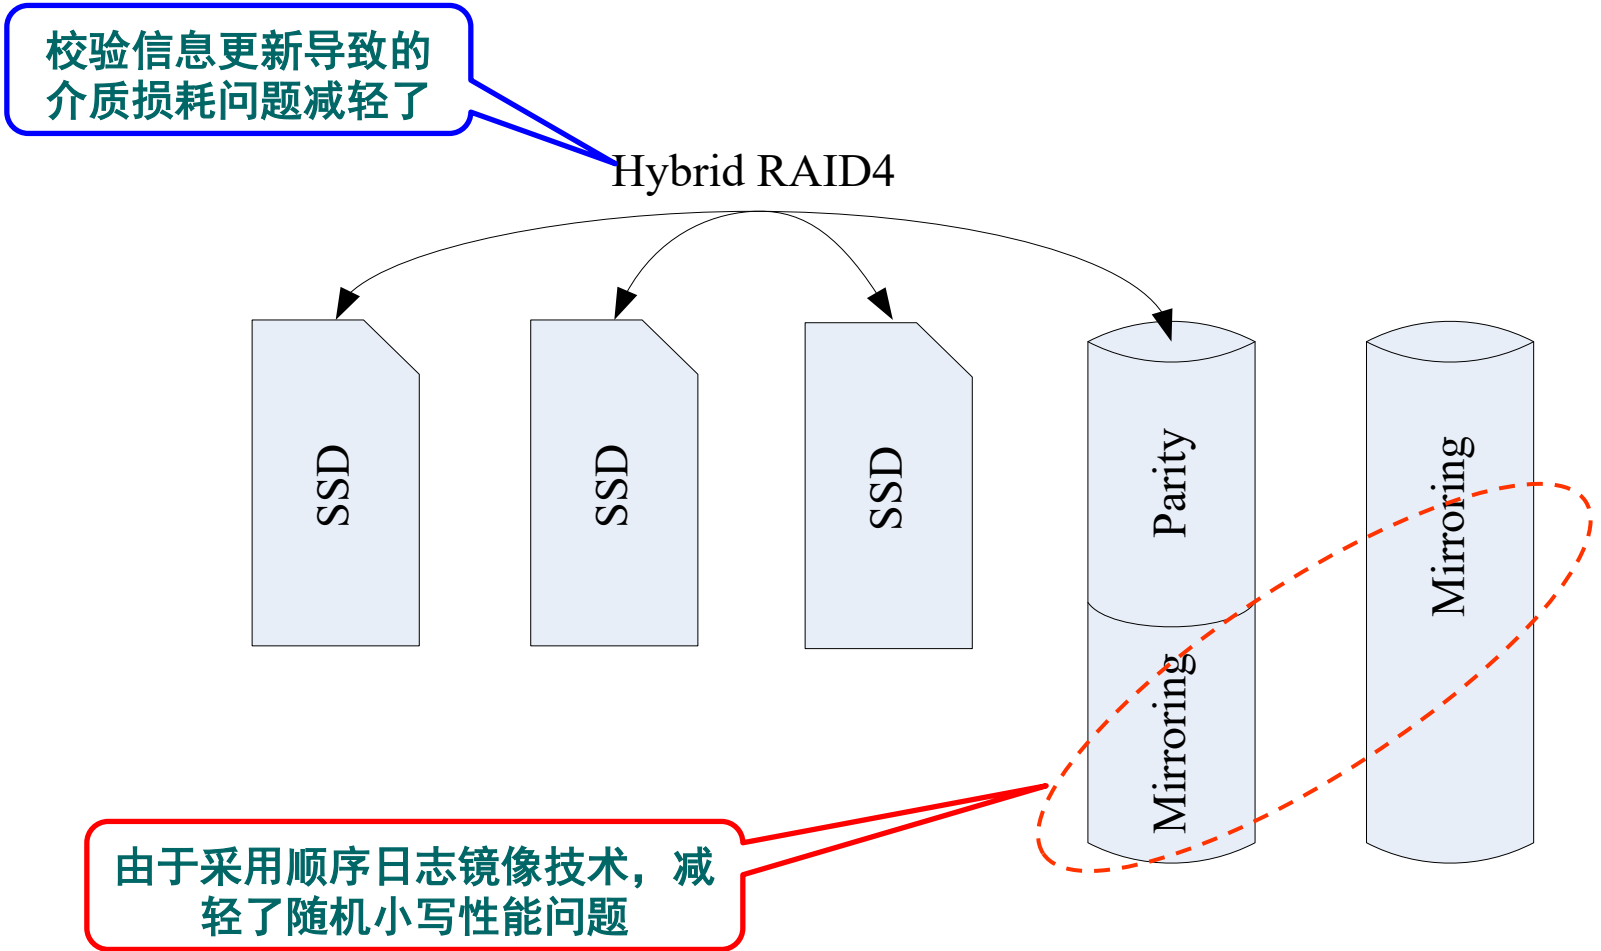 校验信息更新导致的
介质损耗问题减轻了
Hybrid RAID4
SSD
SSD
SSD
Parity
Mirroring
Mirroring
由于采用顺序日志镜像技术，减
轻了随机小写性能问题